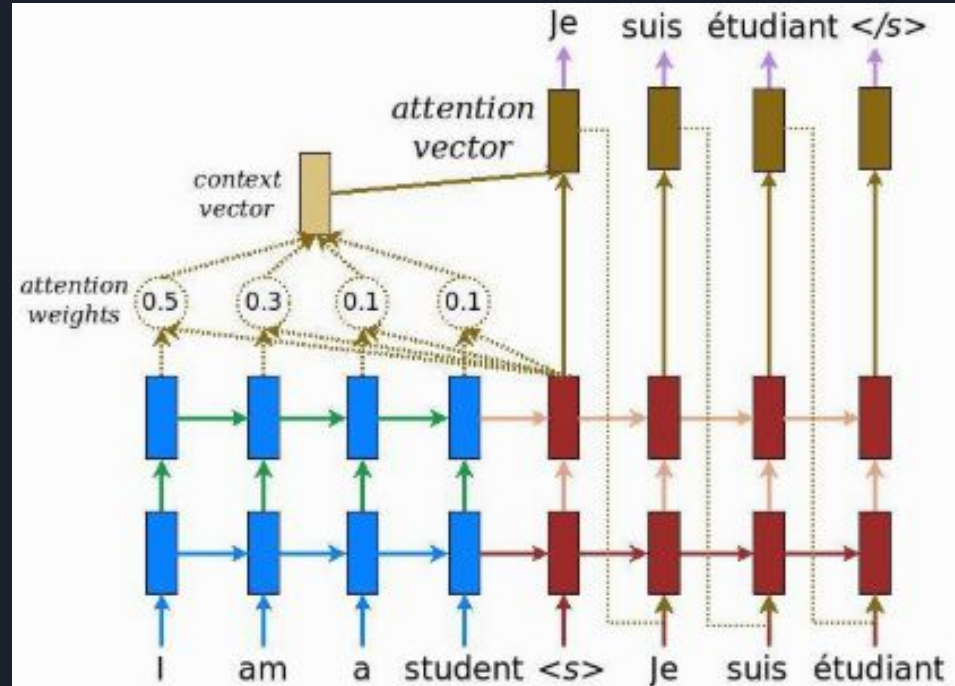 Je suis étudiant </s>
attention
vector
context
vector
attention
weights
0.5 0.3 0.1 0.1
I am a student <s> Je suis étudiant